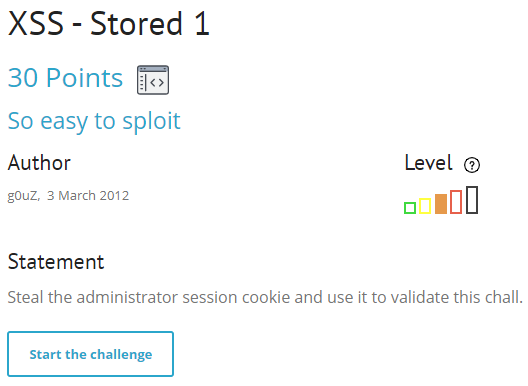 XSS - Stored 1
30 Points
So easy to sploit
Author
Level ?
g0uZ, 3 March 2012
Statement
Steal the administrator session cookie and use it to validate this chall.
Start the challenge